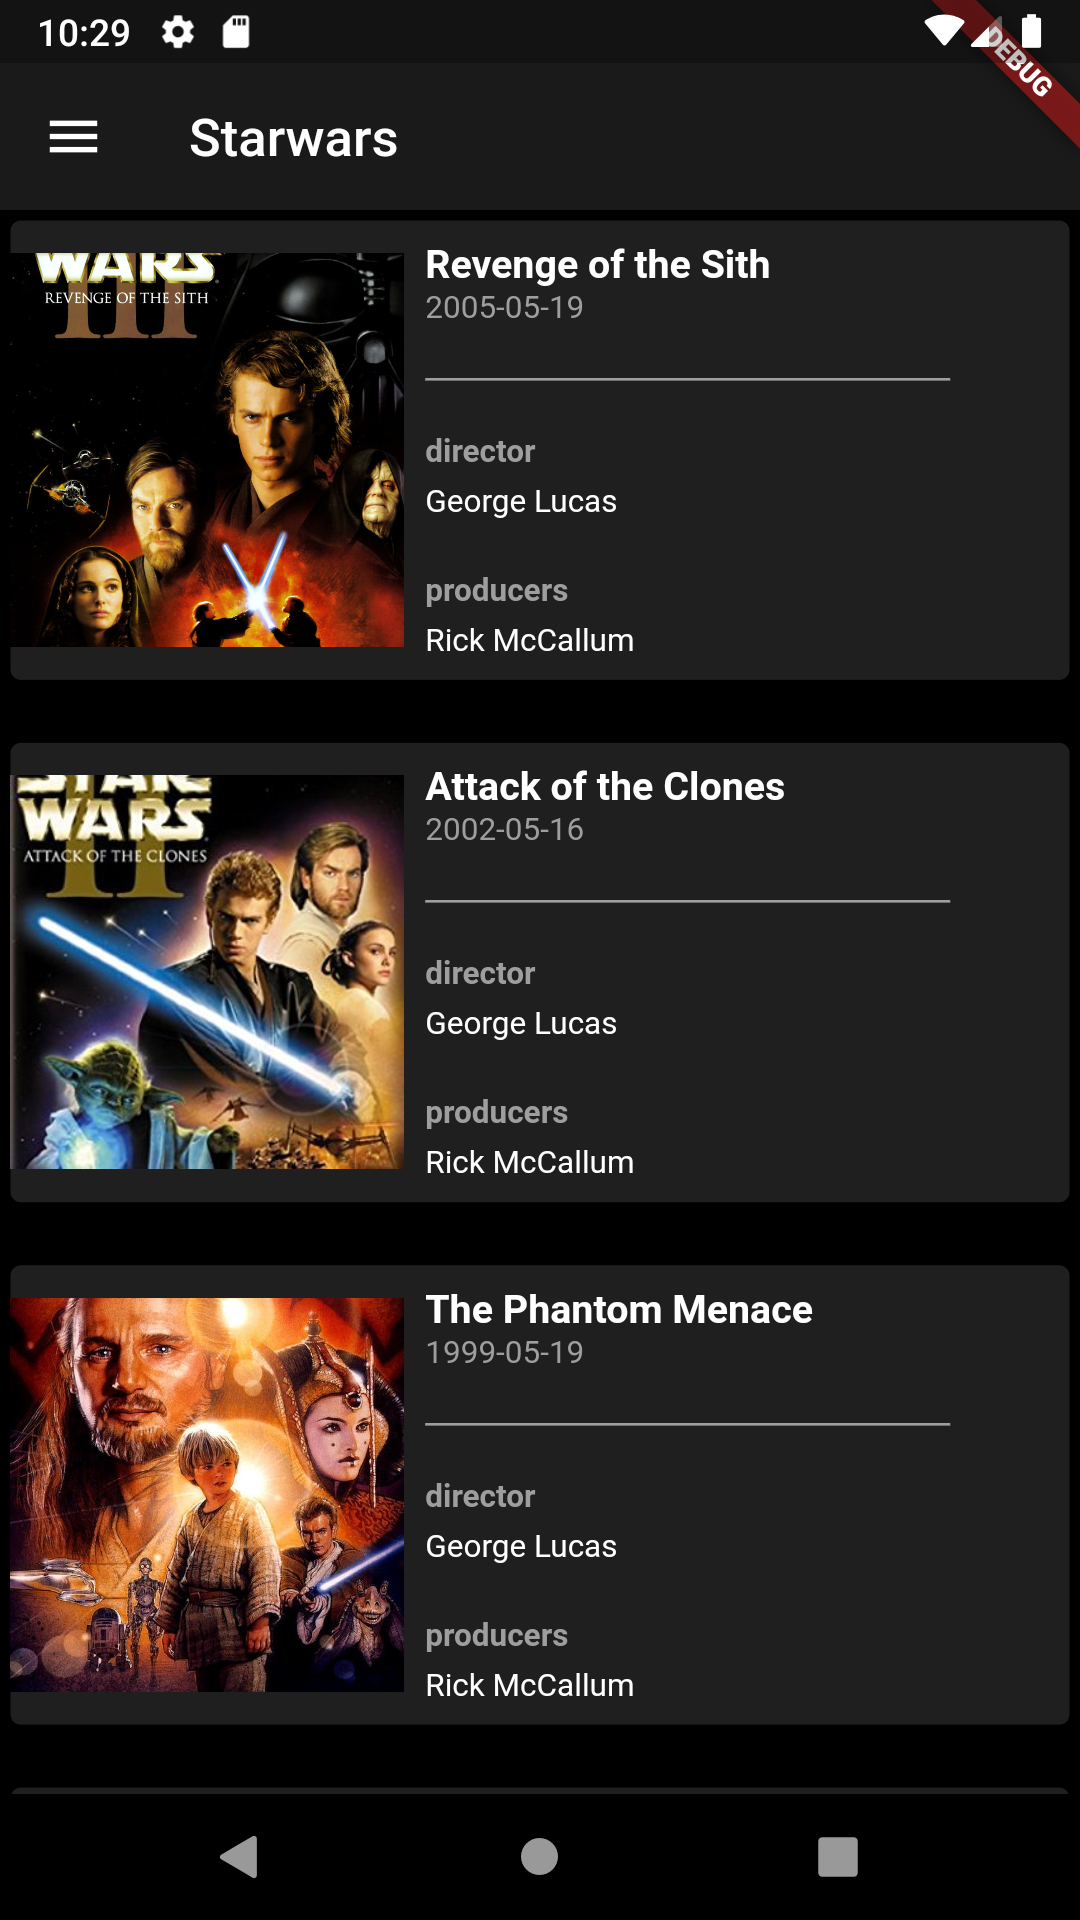 10:29
DEBUG
Starwars
WARS
III
REVENGE OF THE SITH
Revenge of the Sith
2005-05-19
director
George Lucas
producers
Rick McCallum
STAR
WARS
II
ATTACK OF THE CLONES
Attack of the Clones
2002-05-16
director
George Lucas
producers
Rick McCallum
The Phantom Menace
1999-05-19
director
George Lucas
producers
Rick McCallum